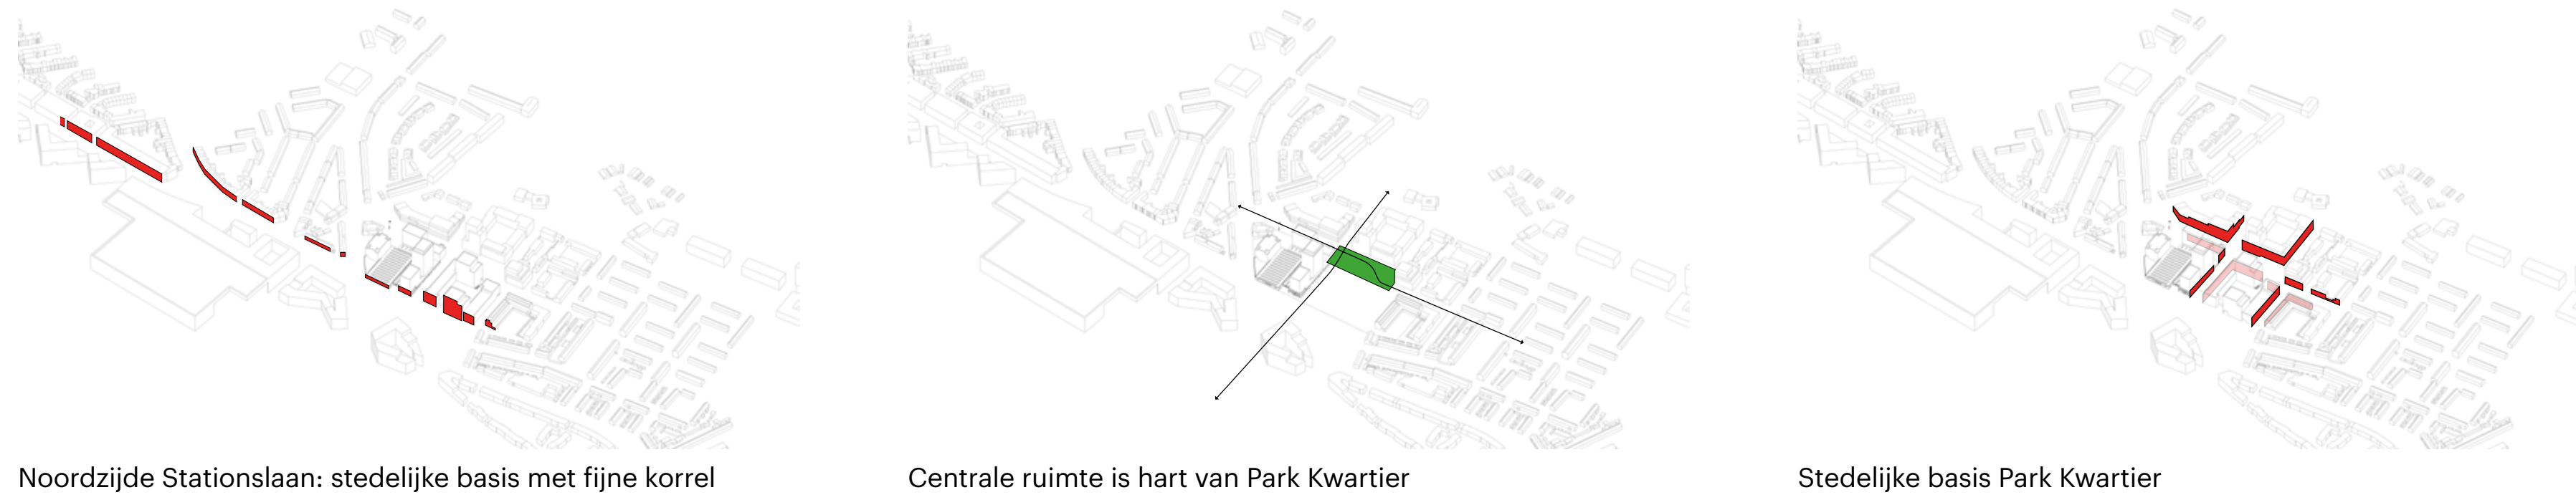 Noordzijde Stationslaan: stedelijke basis met fijne korrel
Centrale ruimte is hart van Park Kwartier
Stedelijke basis Park Kwartier